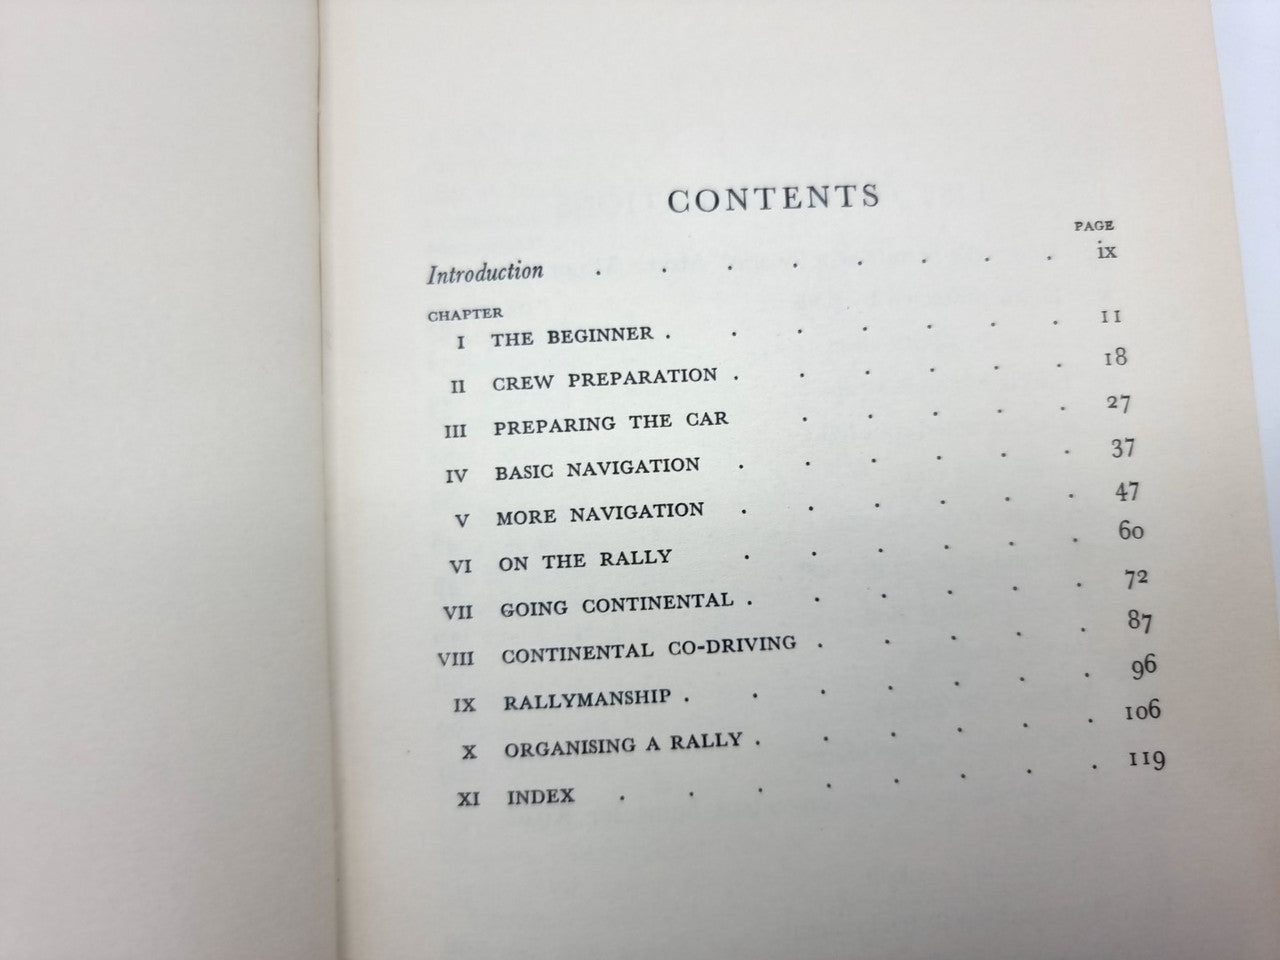 CONTENTS
PAGE
Introduction . . . . . . . . ix
CHAPTER
I THE BEGINNER . . . . . . . 11
II CREW PREPARATION . . . . . . 18
III PREPARING THE CAR . . . . . 27
IV BASIC NAVIGATION . . . . . . 37
V MORE NAVIGATION . . . . . . 47
VI ON THE RALLY . . . . . . 60
VII GOING CONTINENTAL . . . . . . 72
VIII CONTINENTAL CO-DRIVING . . . . . 87
IX RALLYMANSHIP . . . . . . . 96
X ORGANISING A RALLY . . . . . . 106
XI INDEX . . . . . . . . 119